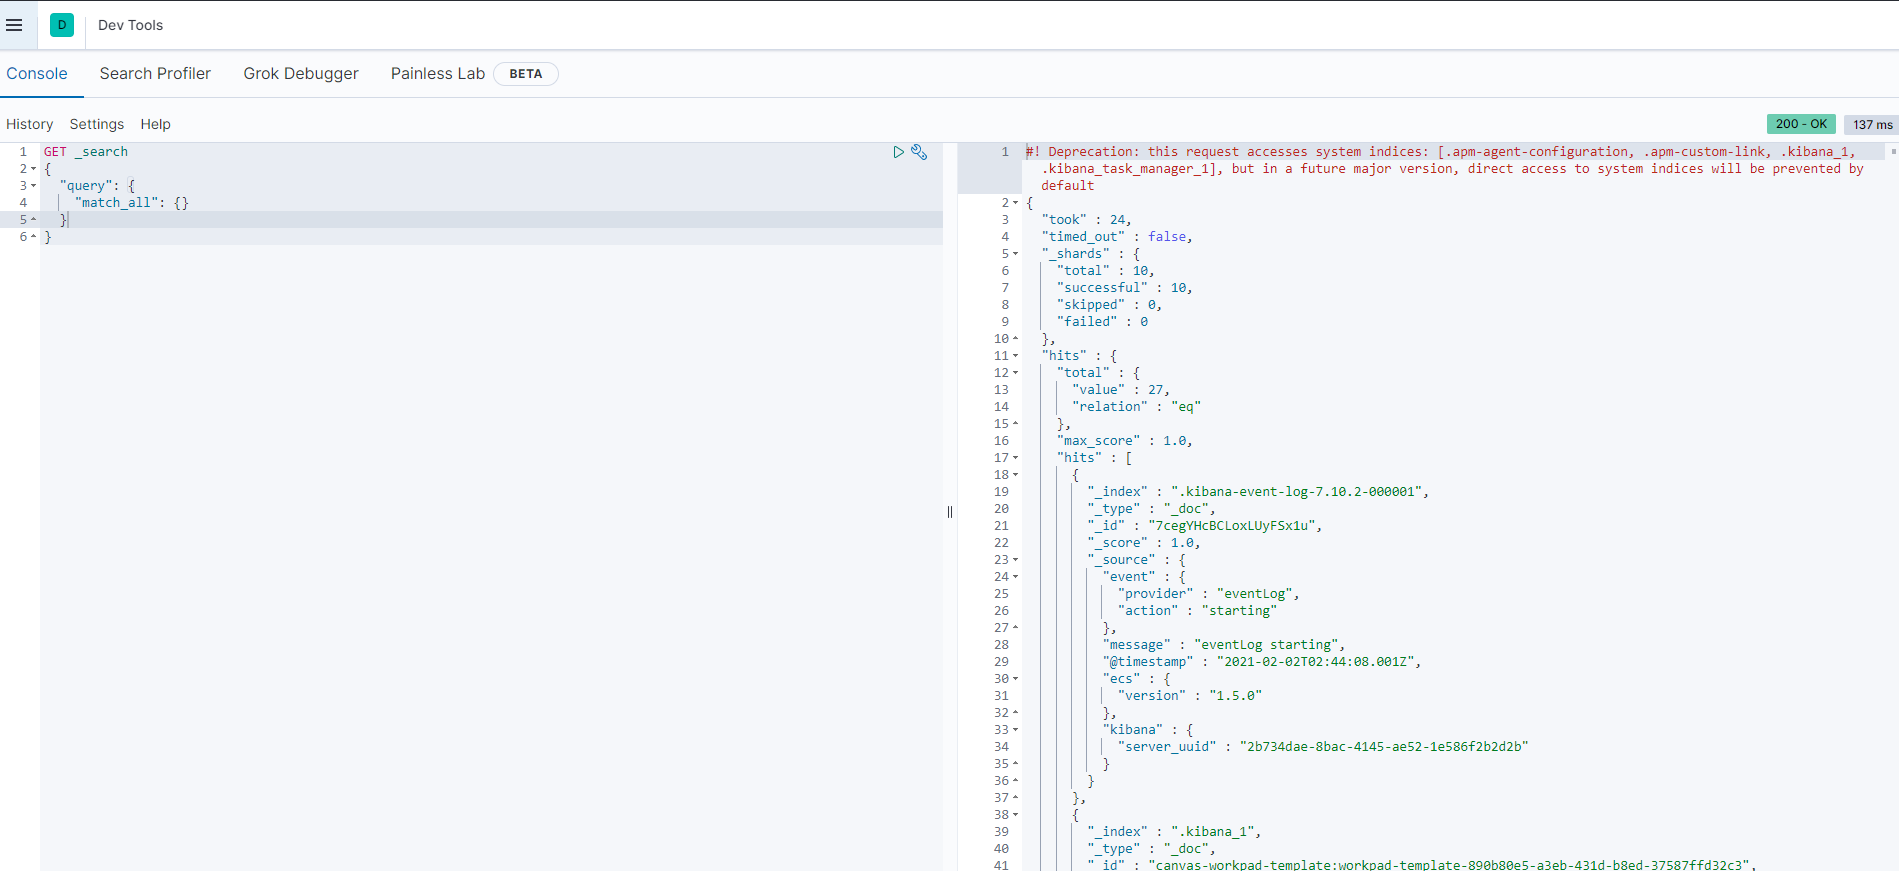 D Dev Tools
Console Search Profiler Grok Debugger Painless Lab BETA
History Settings Help 200 - OK 137 ms
1 GET _search
2 {
3 "query": {
4 "match_all": {}
5 }
6 }
1 #! Deprecation: this request accesses system indices: [.apm-agent-configuration, .apm-custom-link, .kibana_1,
.kibana_task_manager_1], but in a future major version, direct access to system indices will be prevented by
default
2 {
3 "took" : 24,
4 "timed_out" : false,
5 "_shards" : {
6 "total" : 10,
7 "successful" : 10,
8 "skipped" : 0,
9 "failed" : 0
10 },
11 "hits" : {
12 "total" : {
13 "value" : 27,
14 "relation" : "eq"
15 },
16 "max_score" : 1.0,
17 "hits" : [
18 {
19 "_index" : ".kibana-event-log-7.10.2-000001",
20 "_type" : "_doc",
21 "_id" : "7cegYHcBCLoxLUyFSx1u",
22 "_score" : 1.0,
23 "_source" : {
24 "event" : {
25 "provider" : "eventLog",
26 "action" : "starting"
27 },
28 "message" : "eventLog starting",
29 "@timestamp" : "2021-02-02T02:44:08.001Z",
30 "ecs" : {
31 "version" : "1.5.0"
32 },
33 "kibana" : {
34 "server_uuid" : "2b734dae-8bac-4145-ae52-1e586f2b2d2b"
35 }
36 }
37 },
38 {
39 "_index" : ".kibana_1",
40 "_type" : "_doc",
41 "_id" : "canvas-workpad-template:workpad-template-890b80e5-a3eb-431d-b8ed-37587ffd32c3",